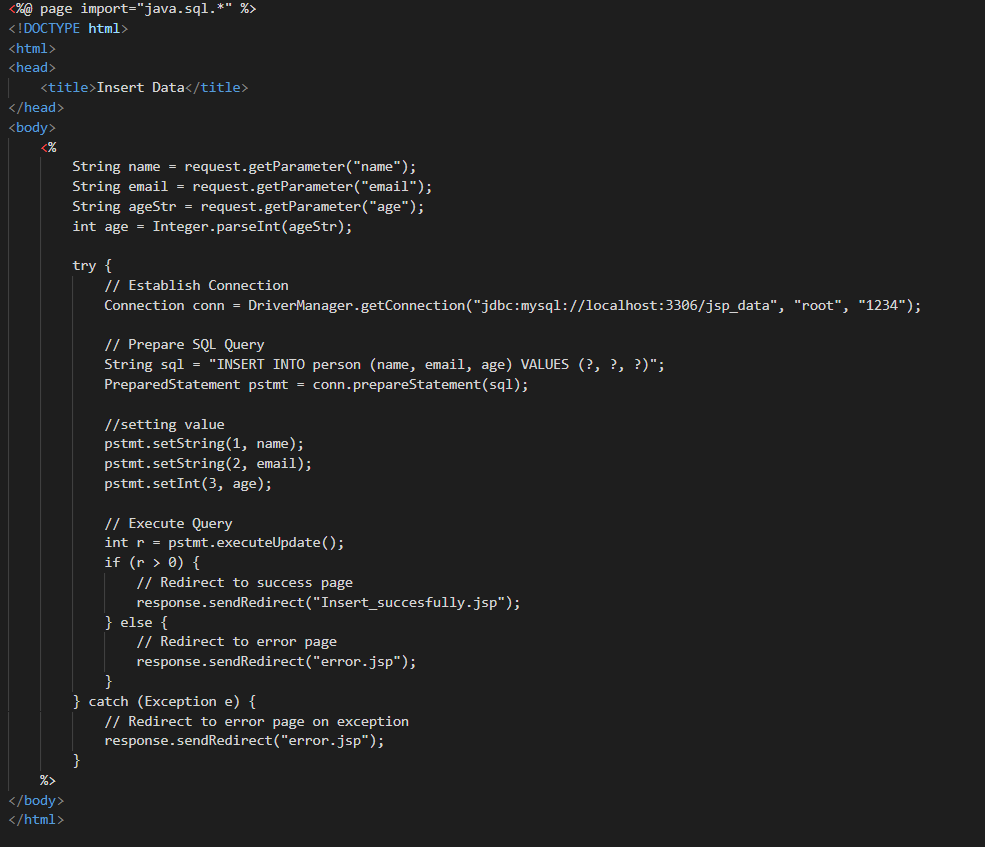 <%@ page import="java.sql.*" %>
<!DOCTYPE html>
<html>
<head>
    <title>Insert Data</title>
</head>
<body>
    <%
        String name = request.getParameter("name");
        String email = request.getParameter("email");
        String ageStr = request.getParameter("age");
        int age = Integer.parseInt(ageStr);

        try {
            // Establish Connection
            Connection conn = DriverManager.getConnection("jdbc:mysql://localhost:3306/jsp_data", "root", "1234");

            // Prepare SQL Query
            String sql = "INSERT INTO person (name, email, age) VALUES (?, ?, ?)";
            PreparedStatement pstmt = conn.prepareStatement(sql);

            //setting value
            pstmt.setString(1, name);
            pstmt.setString(2, email);
            pstmt.setInt(3, age);

            // Execute Query
            int r = pstmt.executeUpdate();
            if (r > 0) {
                // Redirect to success page
                response.sendRedirect("Insert_succesfully.jsp");
            } else {
                // Redirect to error page
                response.sendRedirect("error.jsp");
            }
        } catch (Exception e) {
            // Redirect to error page on exception
            response.sendRedirect("error.jsp");
        }
    %>
</body>
</html>